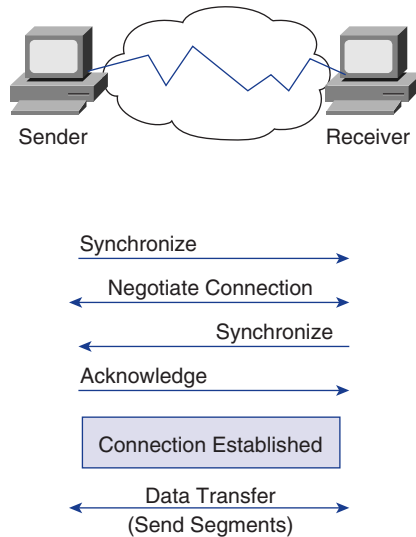 Sender
Receiver
Synchronize
Negotiate Connection
Synchronize
Acknowledge
Connection Established
Data Transfer
(Send Segments)